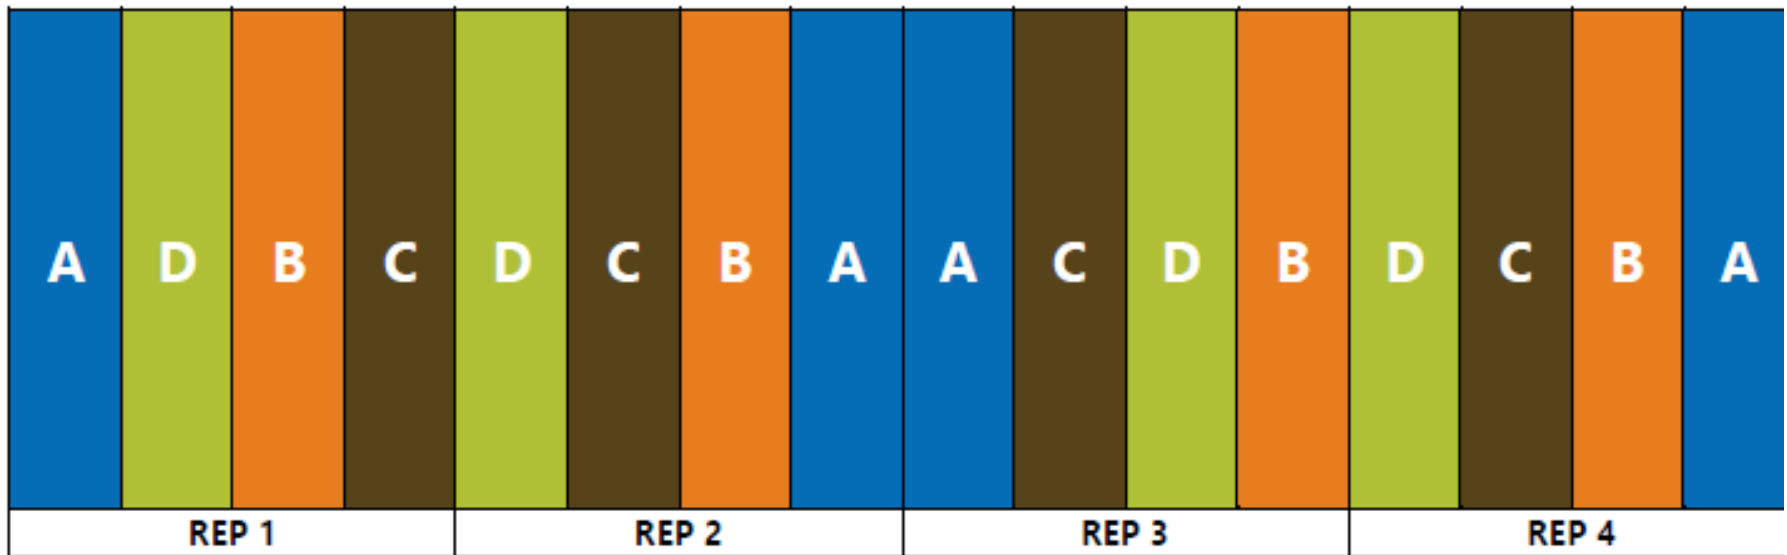 A D B C D C B A A C D B D C B A
REP 1 REP 2 REP 3 REP 4